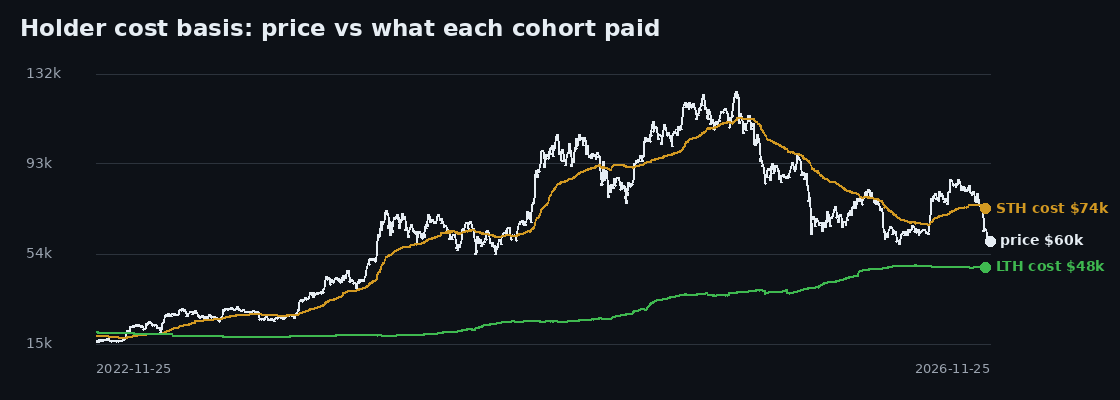 Holder cost basis: price vs what each cohort paid
132k
93k
STH cost $74k
price $60k
54k
LTH cost $48k
15k
2022-11-25
2026-11-25